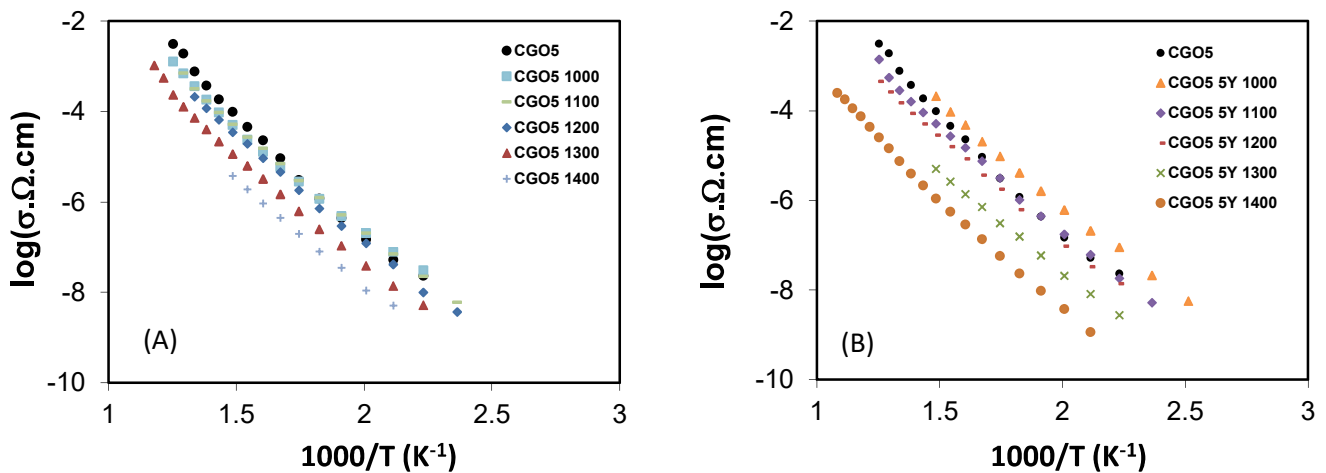 -2
-4
-6
-8
-10
log(σ.Ω.cm)
CGO5
CGO5 1000
CGO5 1100
CGO5 1200
CGO5 1300
CGO5 1400
(A)
1
1.5
2
2.5
3
1000/T (K-1)
-2
-4
-6
-8
-10
log(σ.Ω.cm)
CGO5
CGO5 5Y 1000
CGO5 5Y 1100
CGO5 5Y 1200
CGO5 5Y 1300
CGO5 5Y 1400
(B)
1
1.5
2
2.5
3
1000/T (K-1)